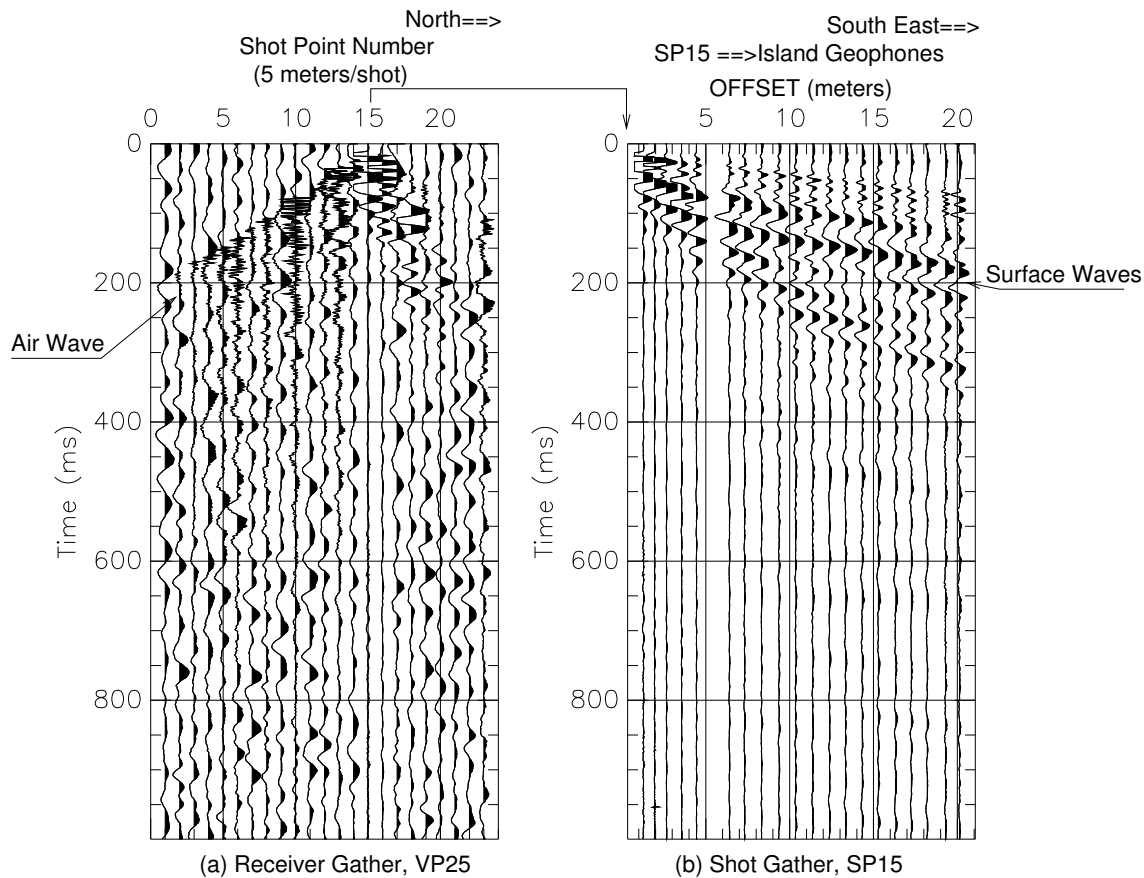 North==>
Shot Point Number
(5 meters/shot)
South East==>
SP15 ==>Island Geophones
OFFSET (meters)
0 5 10 15 20
5 10 15 20
0
200
400
600
800
Time (ms)
Air Wave
0
200
400
600
800
Time (ms)
Surface Waves
(a) Receiver Gather, VP25
(b) Shot Gather, SP15